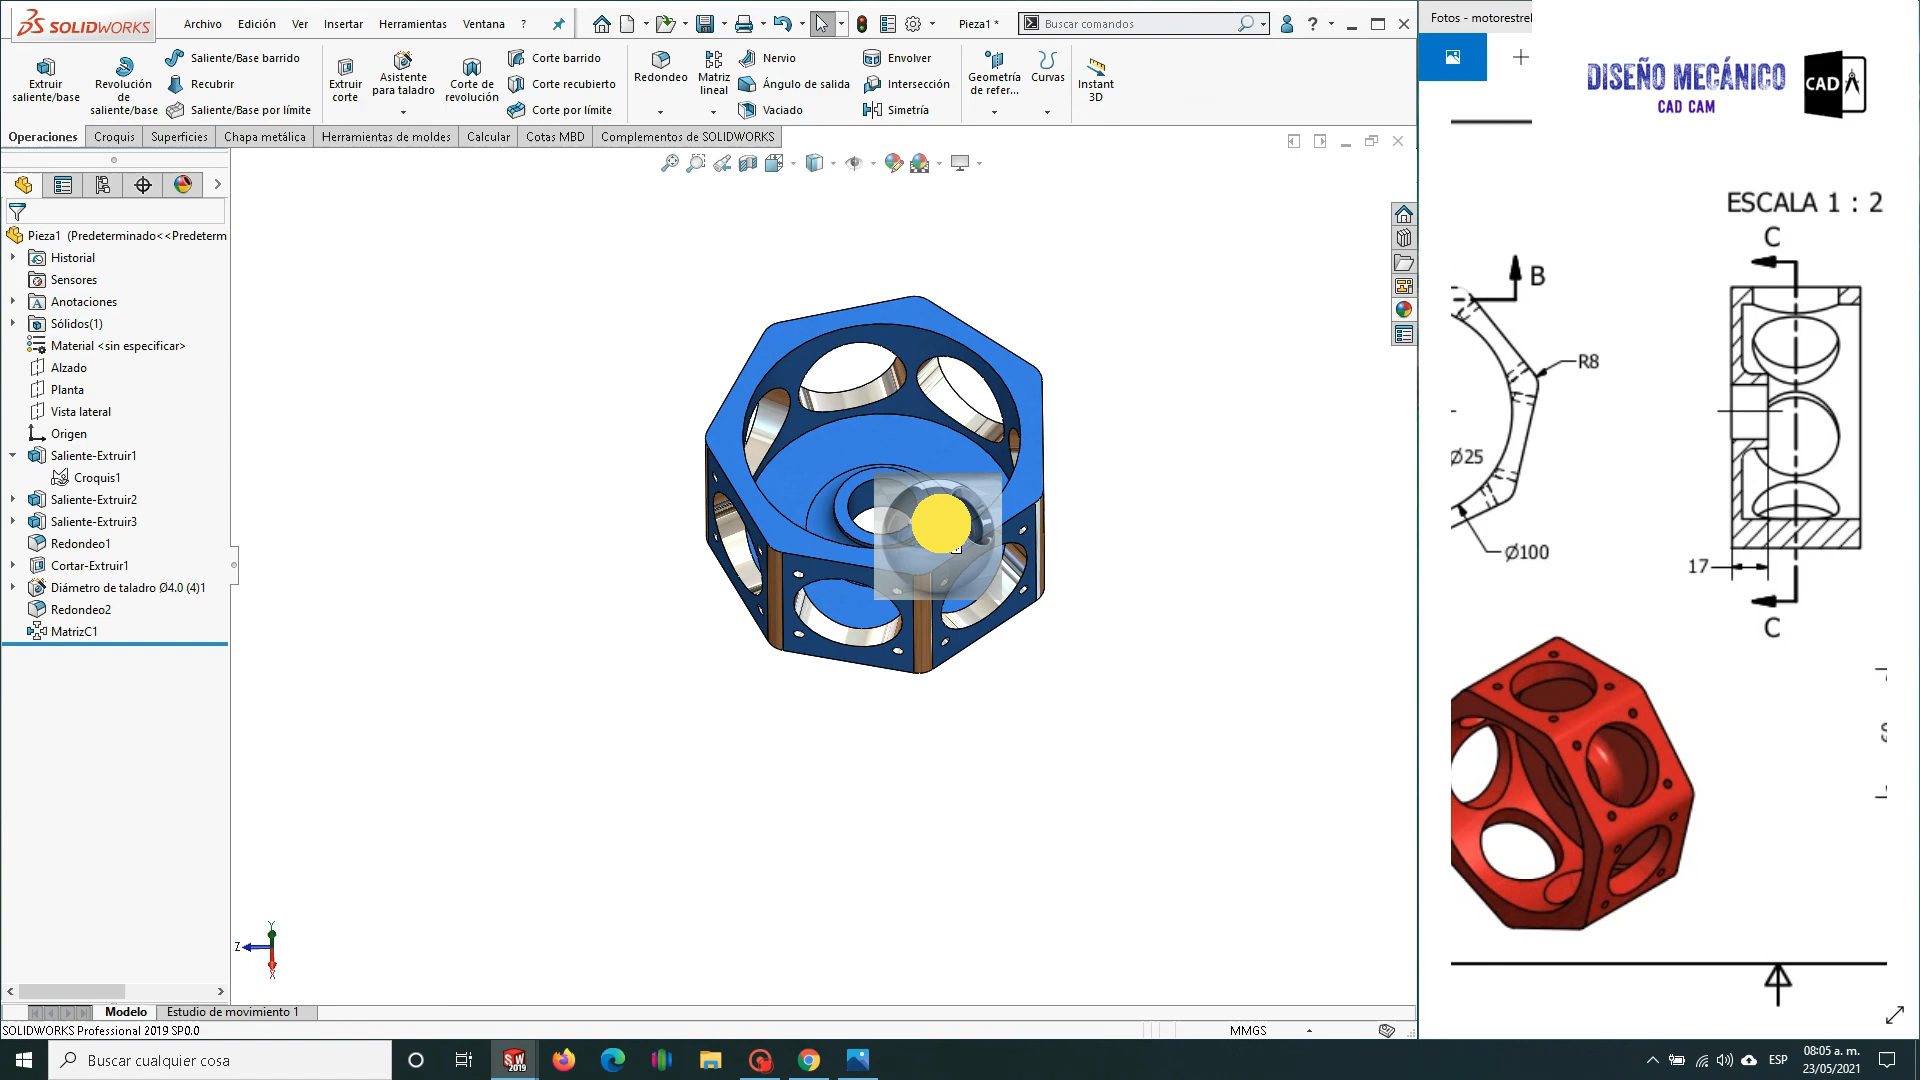 SOLIDWORKS
Archivo Edición Ver Insertar Herramientas Ventana ? Pieza1 * Buscar comandos ?
Extruir saliente/base
Revolución de saliente/base
Saliente/Base barrido
Recubrir
Saliente/Base por límite
Extruir corte
Asistente para taladro
Corte de revolución
Corte barrido
Corte recubierto
Corte por límite
Redondeo
Matriz lineal
Nervio
Ángulo de salida
Vaciado
Envolver
Intersección
Simetría
Geometría de refer...
Curvas
Instant 3D
Operaciones Croquis Superficies Chapa metálica Herramientas de moldes Calcular Cotas MBD Complementos de SOLIDWORKS
Pieza1 (Predeterminado<<Predeterm
Historial
Sensores
Anotaciones
Sólidos(1)
Material <sin especificar>
Alzado
Planta
Vista lateral
Origen
Saliente-Extruir1
Croquis1
Saliente-Extruir2
Saliente-Extruir3
Redondeo1
Cortar-Extruir1
Diámetro de taladro Ø4.0 (4)1
Redondeo2
MatrizC1
Y
Z
X
Modelo Estudio de movimiento 1
SOLIDWORKS Professional 2019 SP0.0
MMGS
Fotos - motorestrel
DISEÑO MECÁNICO
CAD CAM
CAD
ESCALA 1 : 2
C
B
R8
Ø25
Ø100
17
C
Buscar cualquier cosa
SW 2019
ESP
08:05 a. m.
23/05/2021